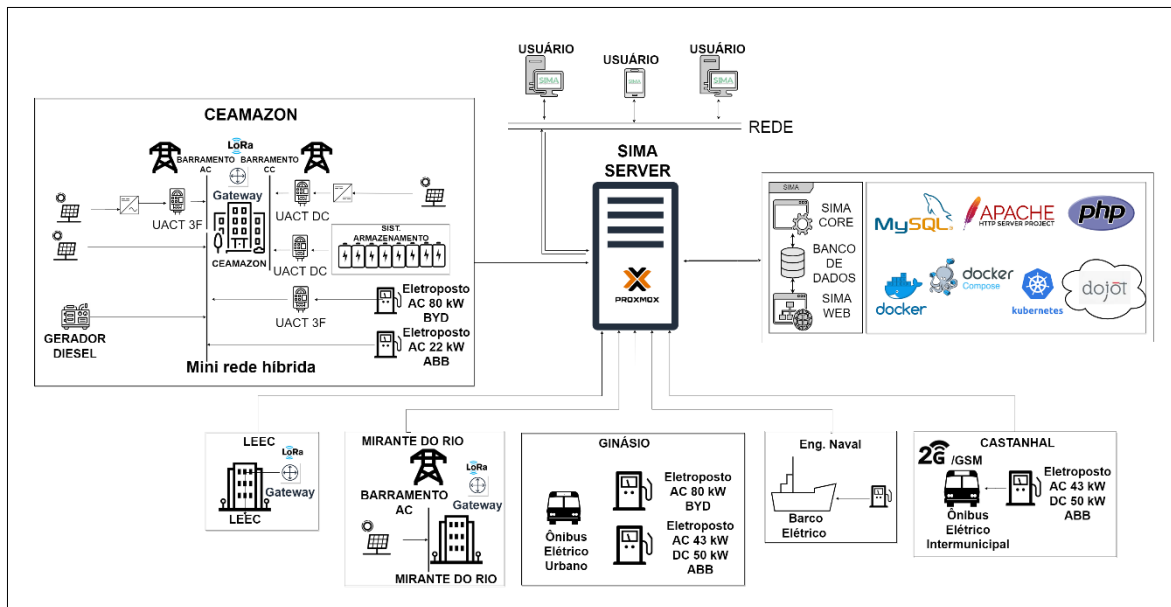 USUÁRIO
USUÁRIO
USUÁRIO
SIMA
SIMA
SIMA
REDE
CEAMAZON
LoRa
BARRAMENTO
AC
BARRAMENTO
CC
Gateway
UACT 3F
UACT DC
CEAMAZON
UACT DC
SIST.
ARMAZENAMENTO
UACT 3F
Eletroposto
AC 80 kW
BYD
GERADOR
DIESEL
Eletroposto
AC 22 kW
ABB
Mini rede híbrida
SIMA
SERVER
PROXMOX
SIMA
SIMA
CORE
BANCO
DE
DADOS
SIMA
WEB
MySQL
APACHE
HTTP SERVER PROJECT
php
docker
docker
Compose
kubernetes
dojot
LEEC
LoRa
Gateway
LEEC
MIRANTE DO RIO
LoRa
Gateway
BARRAMENTO
AC
MIRANTE DO RIO
GINÁSIO
Ônibus
Elétrico
Urbano
Eletroposto
AC 80 kW
BYD
Eletroposto
AC 43 kW
DC 50 kW
ABB
Eng. Naval
Barco
Elétrico
CASTANHAL
2G/GSM
Ônibus
Elétrico
Intermunicipal
Eletroposto
AC 43 kW
DC 50 kW
ABB